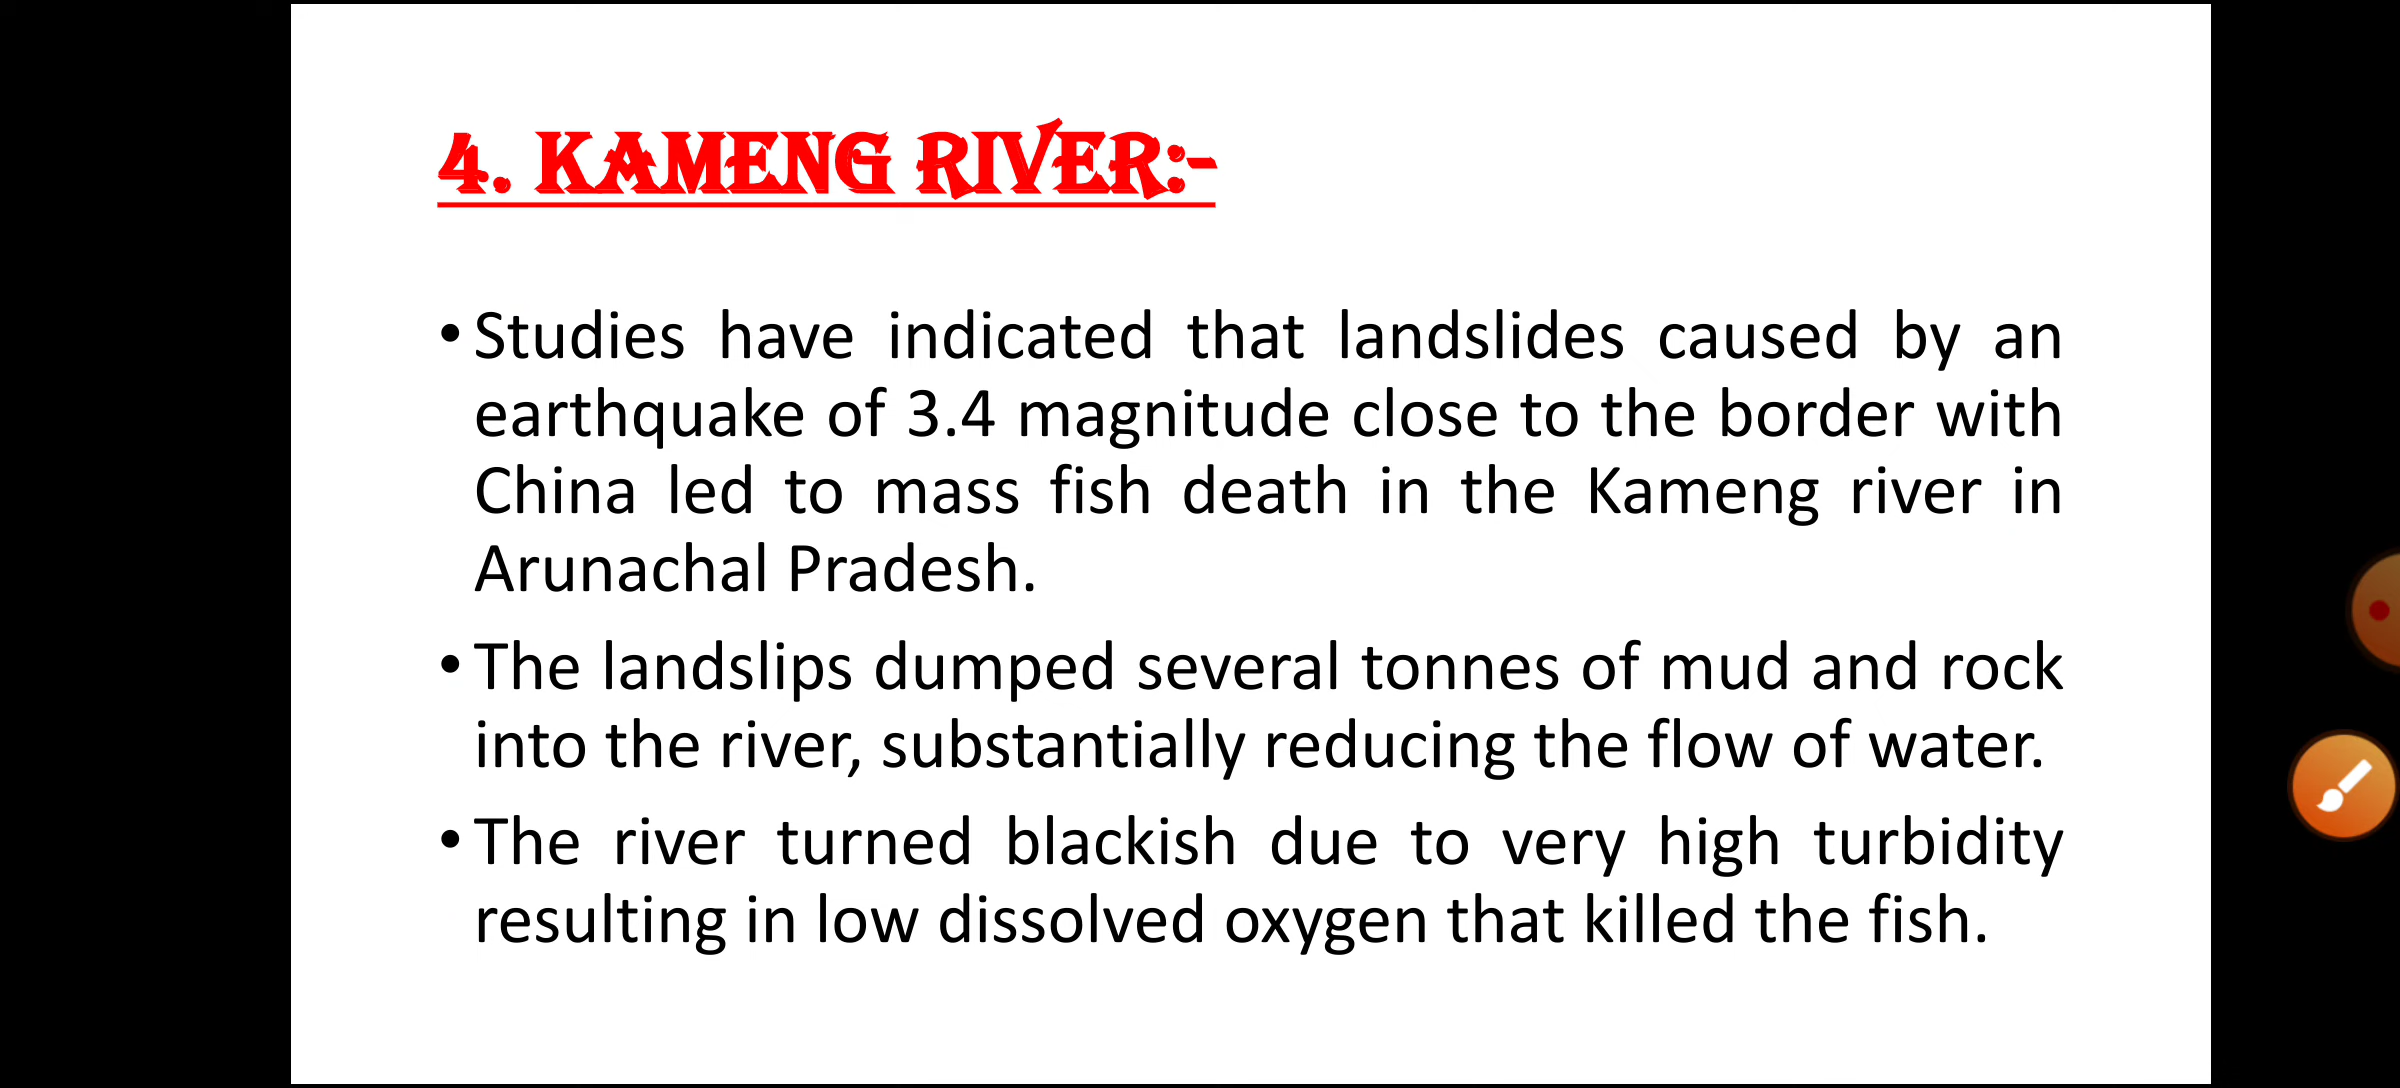 4. KAMENG RIVER:-
• Studies have indicated that landslides caused by an
earthquake of 3.4 magnitude close to the border with
China led to mass fish death in the Kameng river in
Arunachal Pradesh.
• The landslips dumped several tonnes of mud and rock
into the river, substantially reducing the flow of water.
• The river turned blackish due to very high turbidity
resulting in low dissolved oxygen that killed the fish.